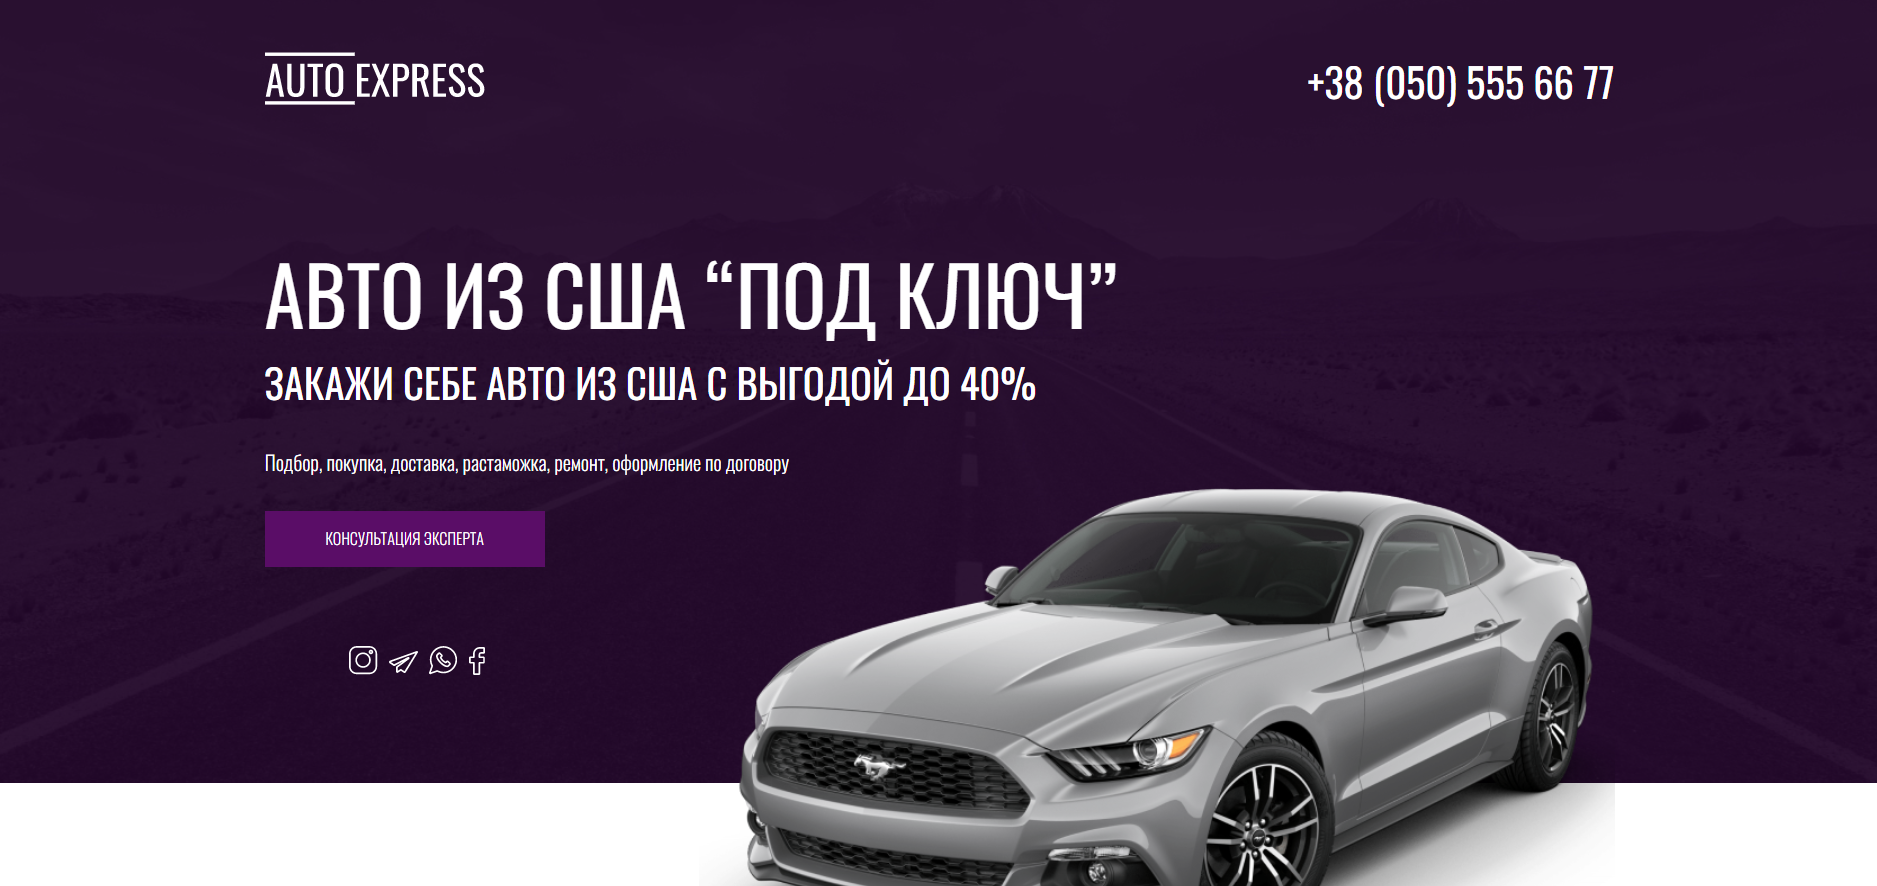 AUTO EXPRESS
+38 (050) 555 66 77
АВТО ИЗ США “ПОД КЛЮЧ”
ЗАКАЖИ СЕБЕ АВТО ИЗ США С ВЫГОДОЙ ДО 40%
Подбор, покупка, доставка, растаможка, ремонт, оформление по договору
КОНСУЛЬТАЦИЯ ЭКСПЕРТА